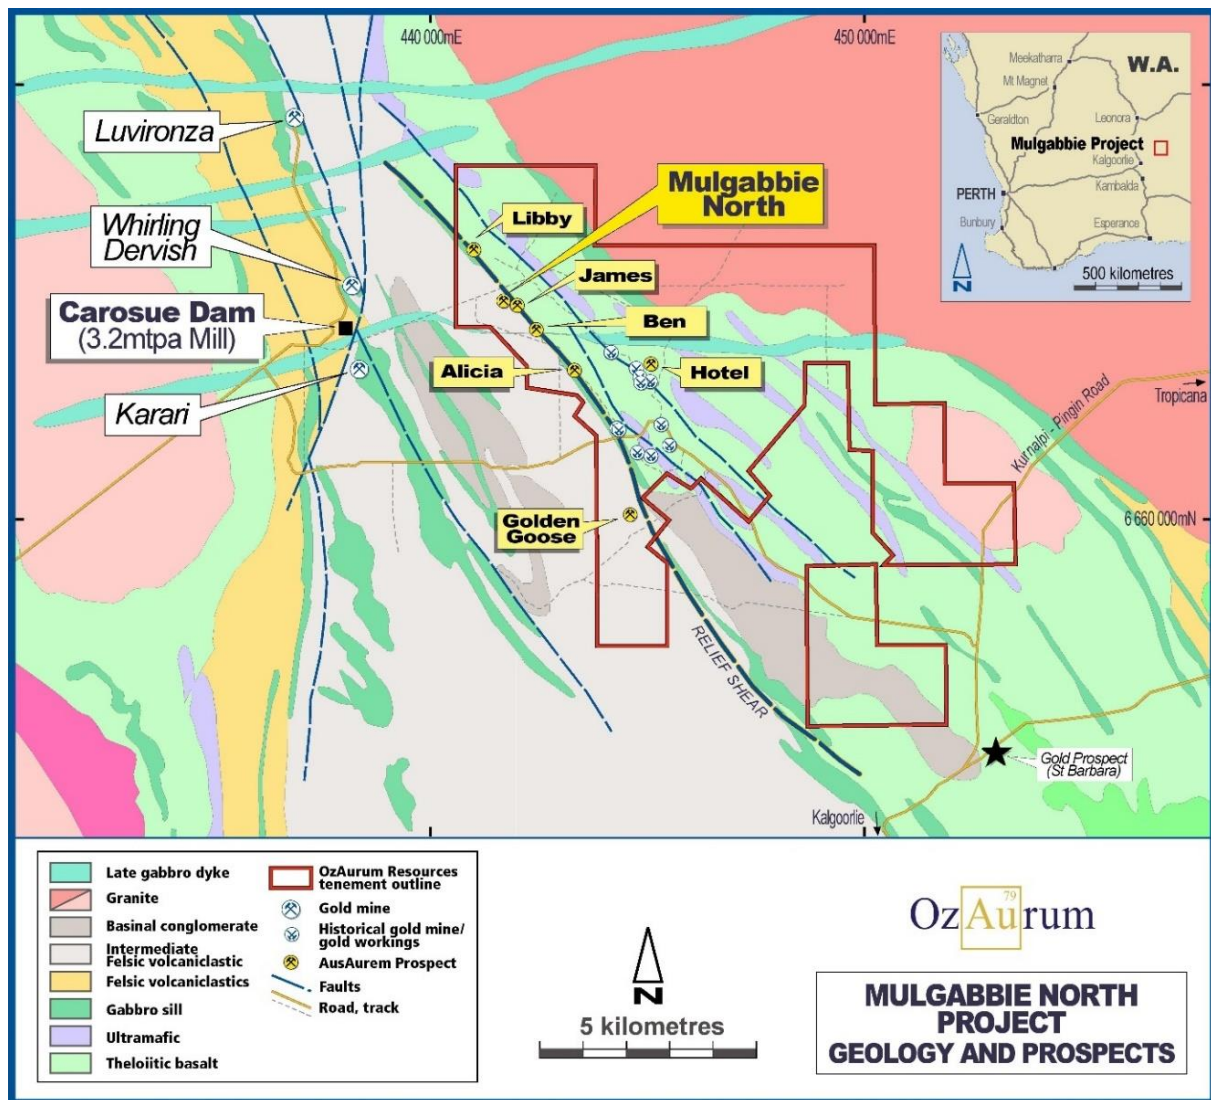 440 000mE
450 000mE
W.A.
Meekatharra
Mt Magnet
Leonora
Geraldton
Mulgabbie Project
Kalgoorlie
PERTH
Kambalda
Bunbury
Esperance
N
500 kilometres
Luvironza
Whirling
Dervish
Carosue Dam
(3.2mtpa Mill)
Karari
Mulgabbie
North
Libby
James
Ben
Alicia
Hotel
Golden
Goose
Tropicana
Kurnalpi - Pingin Road
6 660 000mN
RELIEF SHEAR
Gold Prospect
(St Barbara)
Kalgoorlie
Late gabbro dyke
Granite
Basinal conglomerate
Intermediate
Felsic volcaniclastic
Felsic volcaniclastics
Gabbro sill
Ultramafic
Theloiitic basalt
OzAurum Resources
tenement outline
Gold mine
Historical gold mine/
gold workings
AusAurem Prospect
Faults
Road, track
N
5 kilometres
79
OzAurum
MULGABBIE NORTH
PROJECT
GEOLOGY AND PROSPECTS